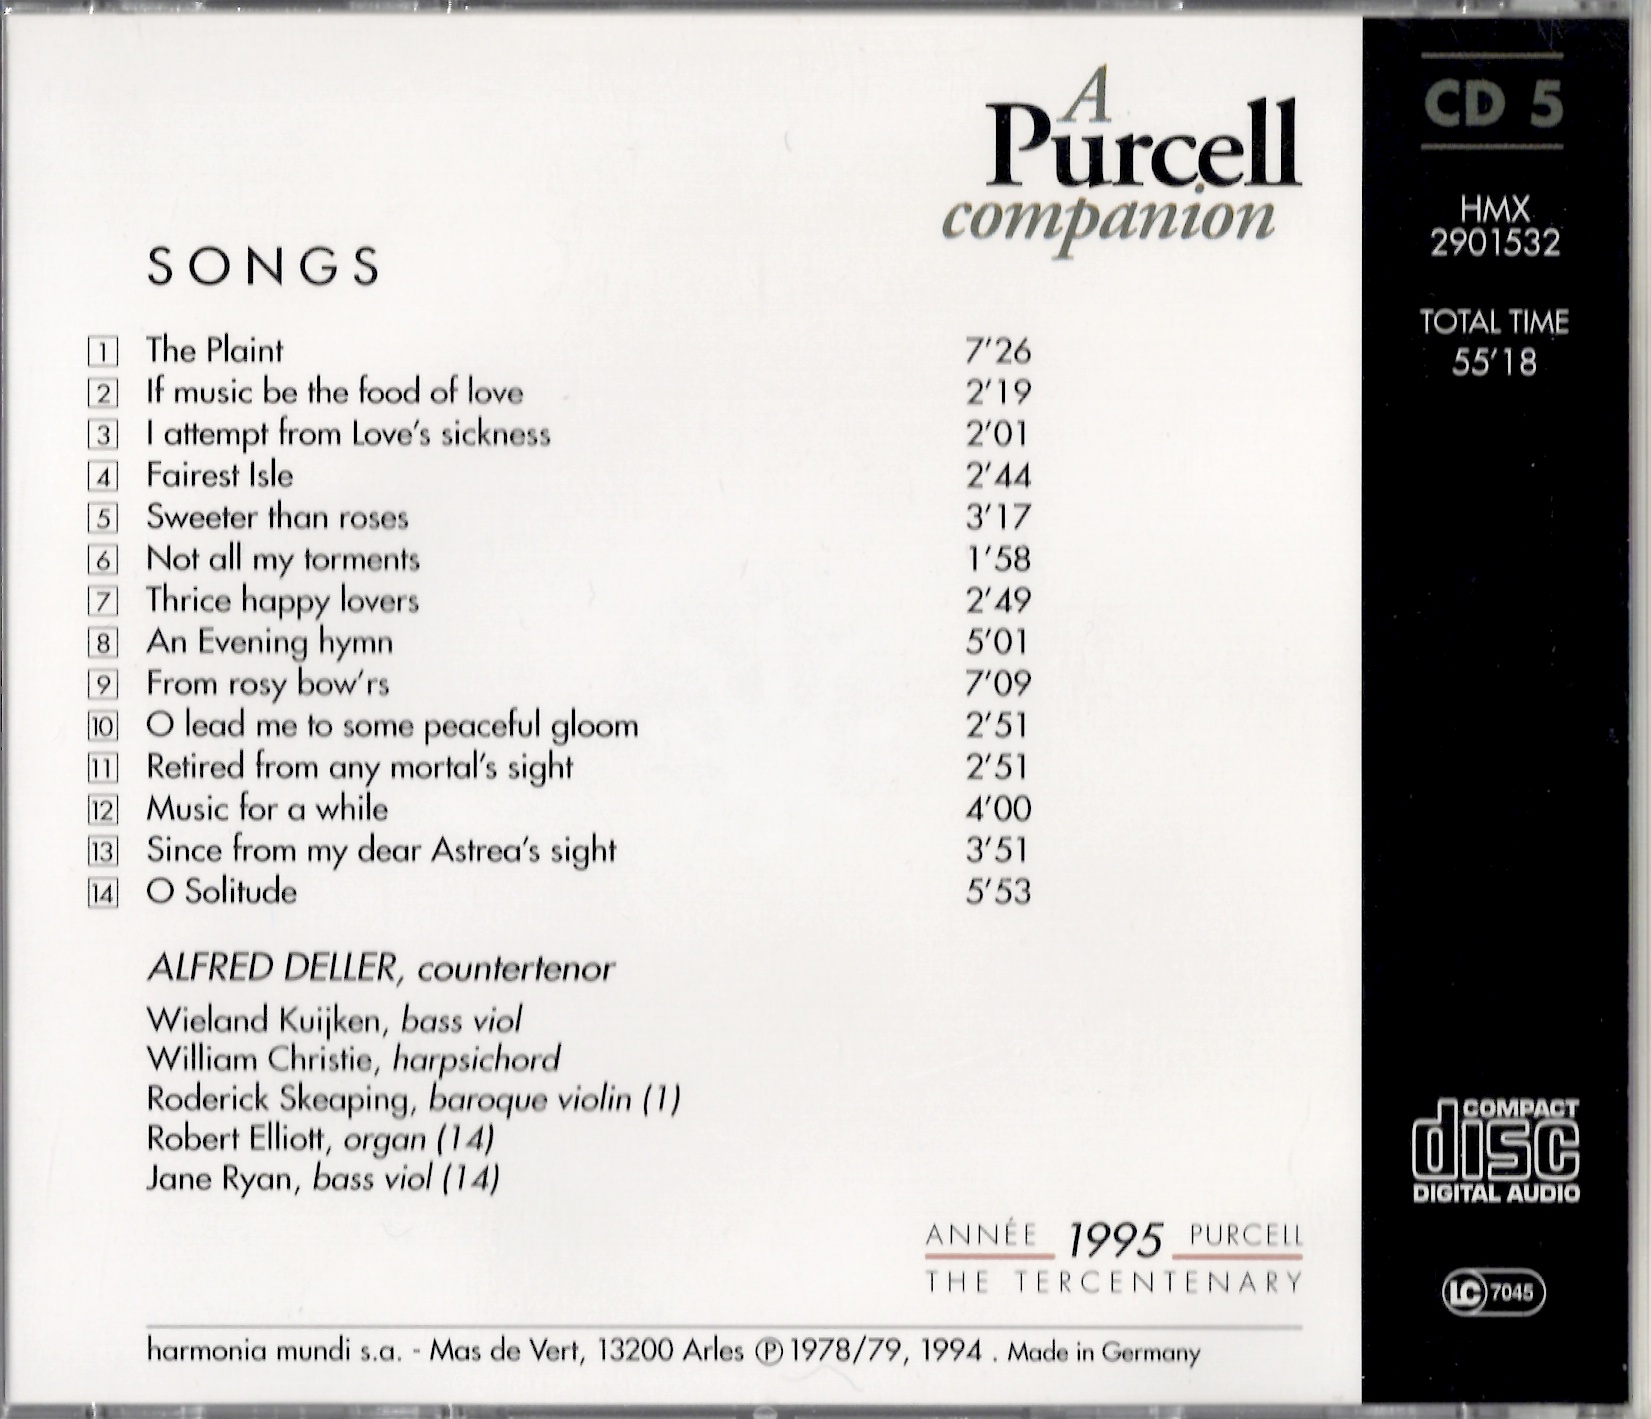 A
Purcell
companion
SONGS
1 The Plaint 7'26
2 If music be the food of love 2'19
3 I attempt from Love's sickness 2'01
4 Fairest Isle 2'44
5 Sweeter than roses 3'17
6 Not all my torments 1'58
7 Thrice happy lovers 2'49
8 An Evening hymn 5'01
9 From rosy bow'rs 7'09
10 O lead me to some peaceful gloom 2'51
11 Retired from any mortal's sight 2'51
12 Music for a while 4'00
13 Since from my dear Astrea's sight 3'51
14 O Solitude 5'53
ALFRED DELLER, countertenor
Wieland Kuijken, bass viol
William Christie, harpsichord
Roderick Skeaping, baroque violin (1)
Robert Elliott, organ (14)
Jane Ryan, bass viol (14)
ANNÉE 1995 PURCELL
THE TERCENTENARY
harmonia mundi s.a. - Mas de Vert, 13200 Arles ℗ 1978/79, 1994 . Made in Germany
CD 5
HMX
2901532
TOTAL TIME
55'18
COMPACT
disc
DIGITAL AUDIO
LC 7045